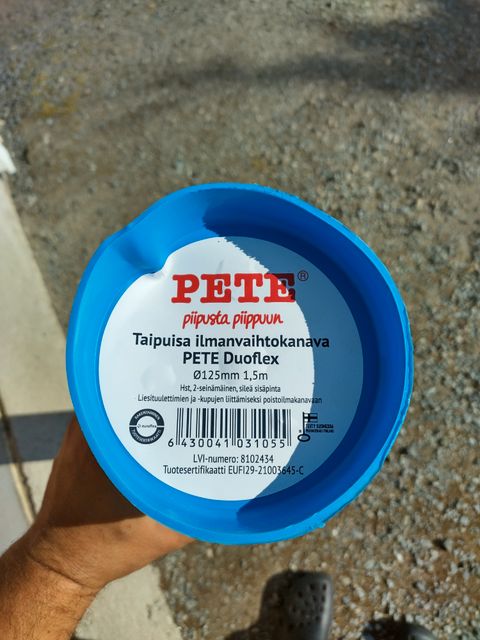 PETE®
piipusta piippuun
Taipuisa ilmanvaihtokanava
PETE Duoflex
Ø125mm 1,5m
Hst, 2-seinämäinen, sileä sisäpinta
Liesituulettimien ja -kupujen liittämiseksi poistoilmakanavaan
6 430041 031055
LVI-numero: 8102434
Tuotesertifikaatti EUFI29-21003645-C